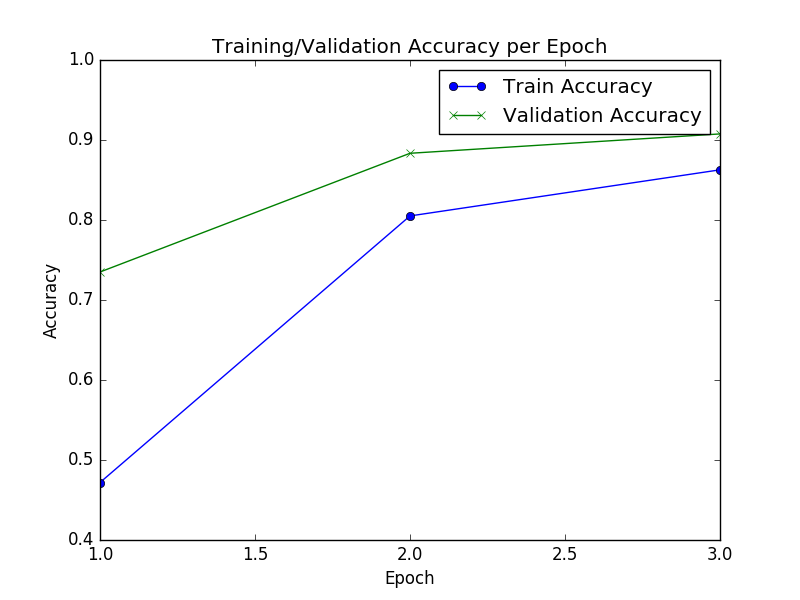 Training/Validation Accuracy per Epoch
Train Accuracy
Validation Accuracy
1.0
0.9
0.8
0.7
0.6
0.5
0.4
Accuracy
1.0 1.5 2.0 2.5 3.0
Epoch